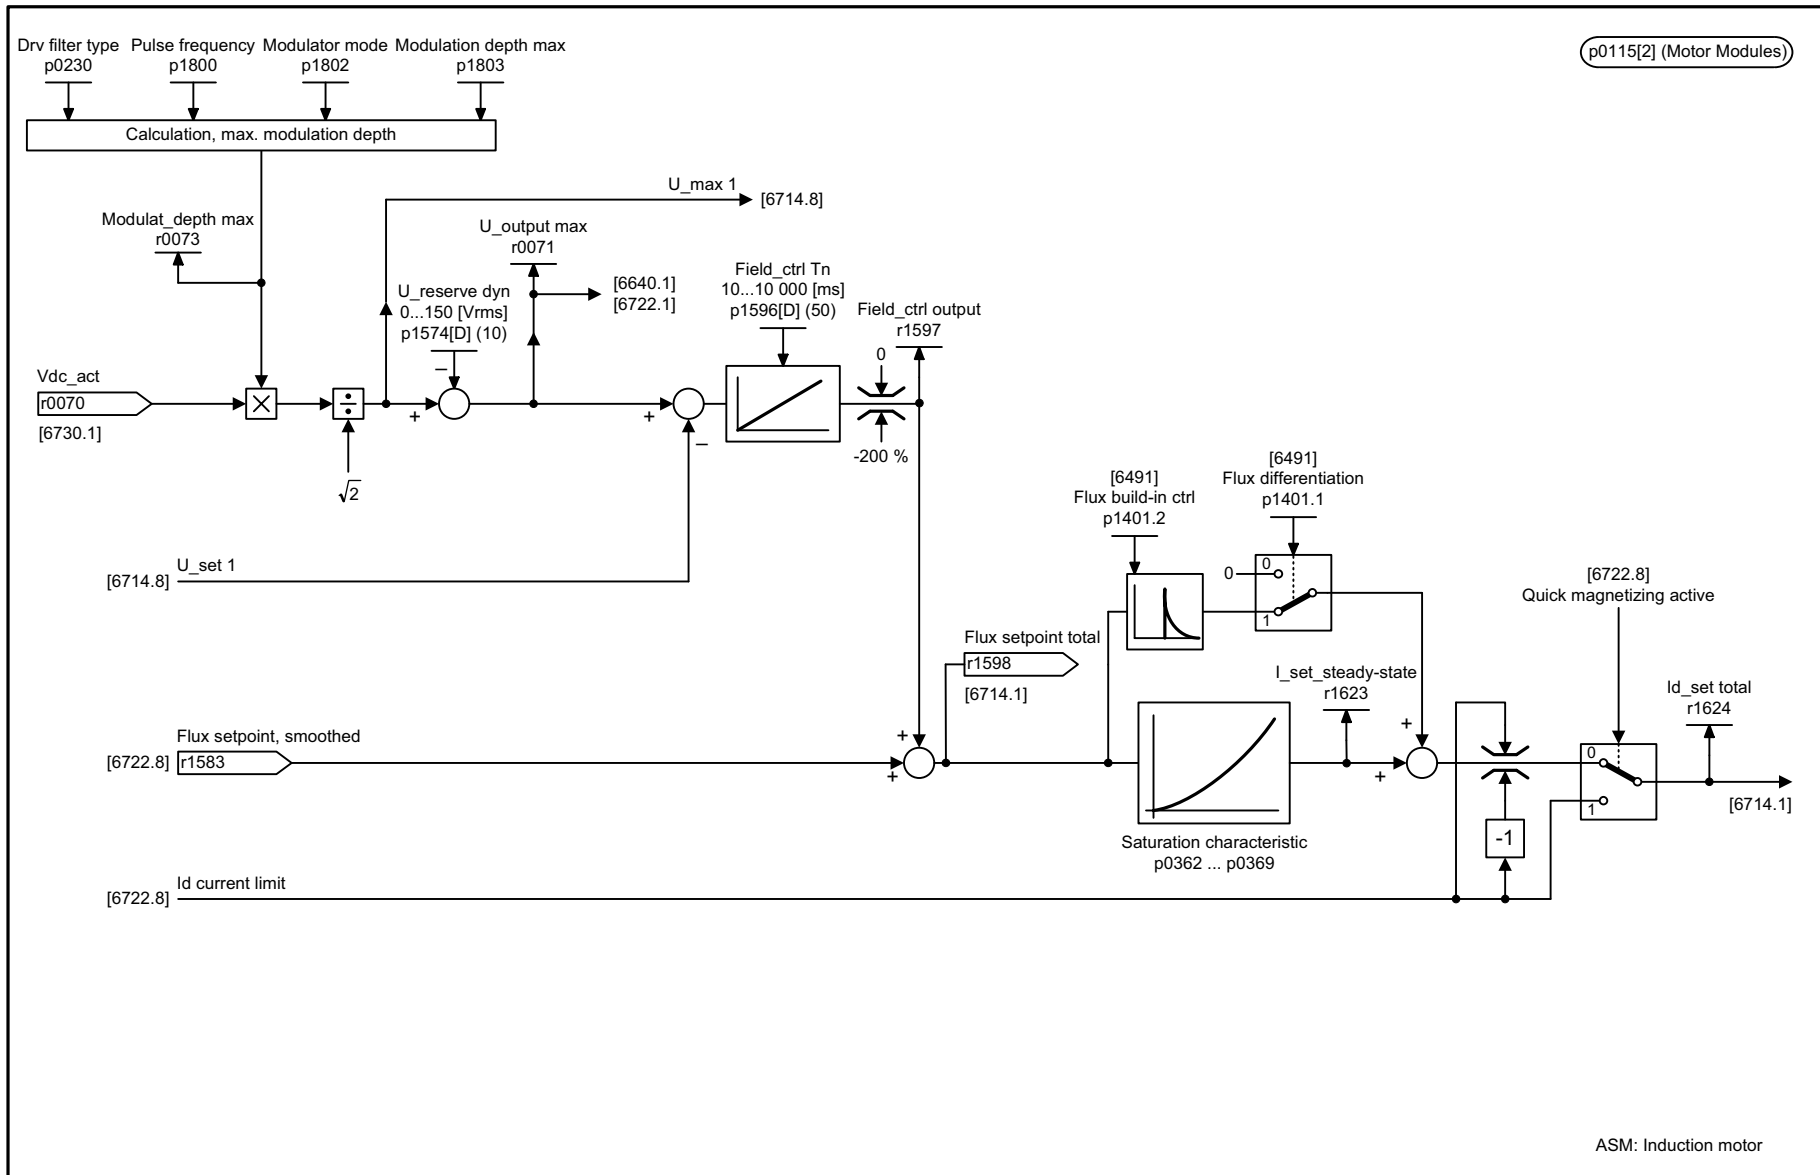 Drv filter type
p0230
Pulse frequency
p1800
Modulator mode
p1802
Modulation depth max
p1803
p0115[2] (Motor Modules)
Calculation, max. modulation depth
U_max 1
[6714.8]
Modulat_depth max
r0073
U_output max
r0071
[6640.1]
[6722.1]
U_reserve dyn
0...150 [Vrms]
p1574[D] (10)
Field_ctrl Tn
10...10 000 [ms]
p1596[D] (50)
Field_ctrl output
r1597
0
-200 %
Vdc_act
r0070
[6730.1]
×
÷
√2
+
–
+
–
U_set 1
[6714.8]
[6491]
Flux build-in ctrl
p1401.2
[6491]
Flux differentiation
p1401.1
0
0
1
[6722.8]
Quick magnetizing active
Flux setpoint total
r1598
[6714.1]
I_set_steady-state
r1623
Id_set total
r1624
Flux setpoint, smoothed
[6722.8]
r1583
+
+
+
+
0
1
[6714.1]
-1
Saturation characteristic
p0362 ... p0369
Id current limit
[6722.8]
ASM: Induction motor